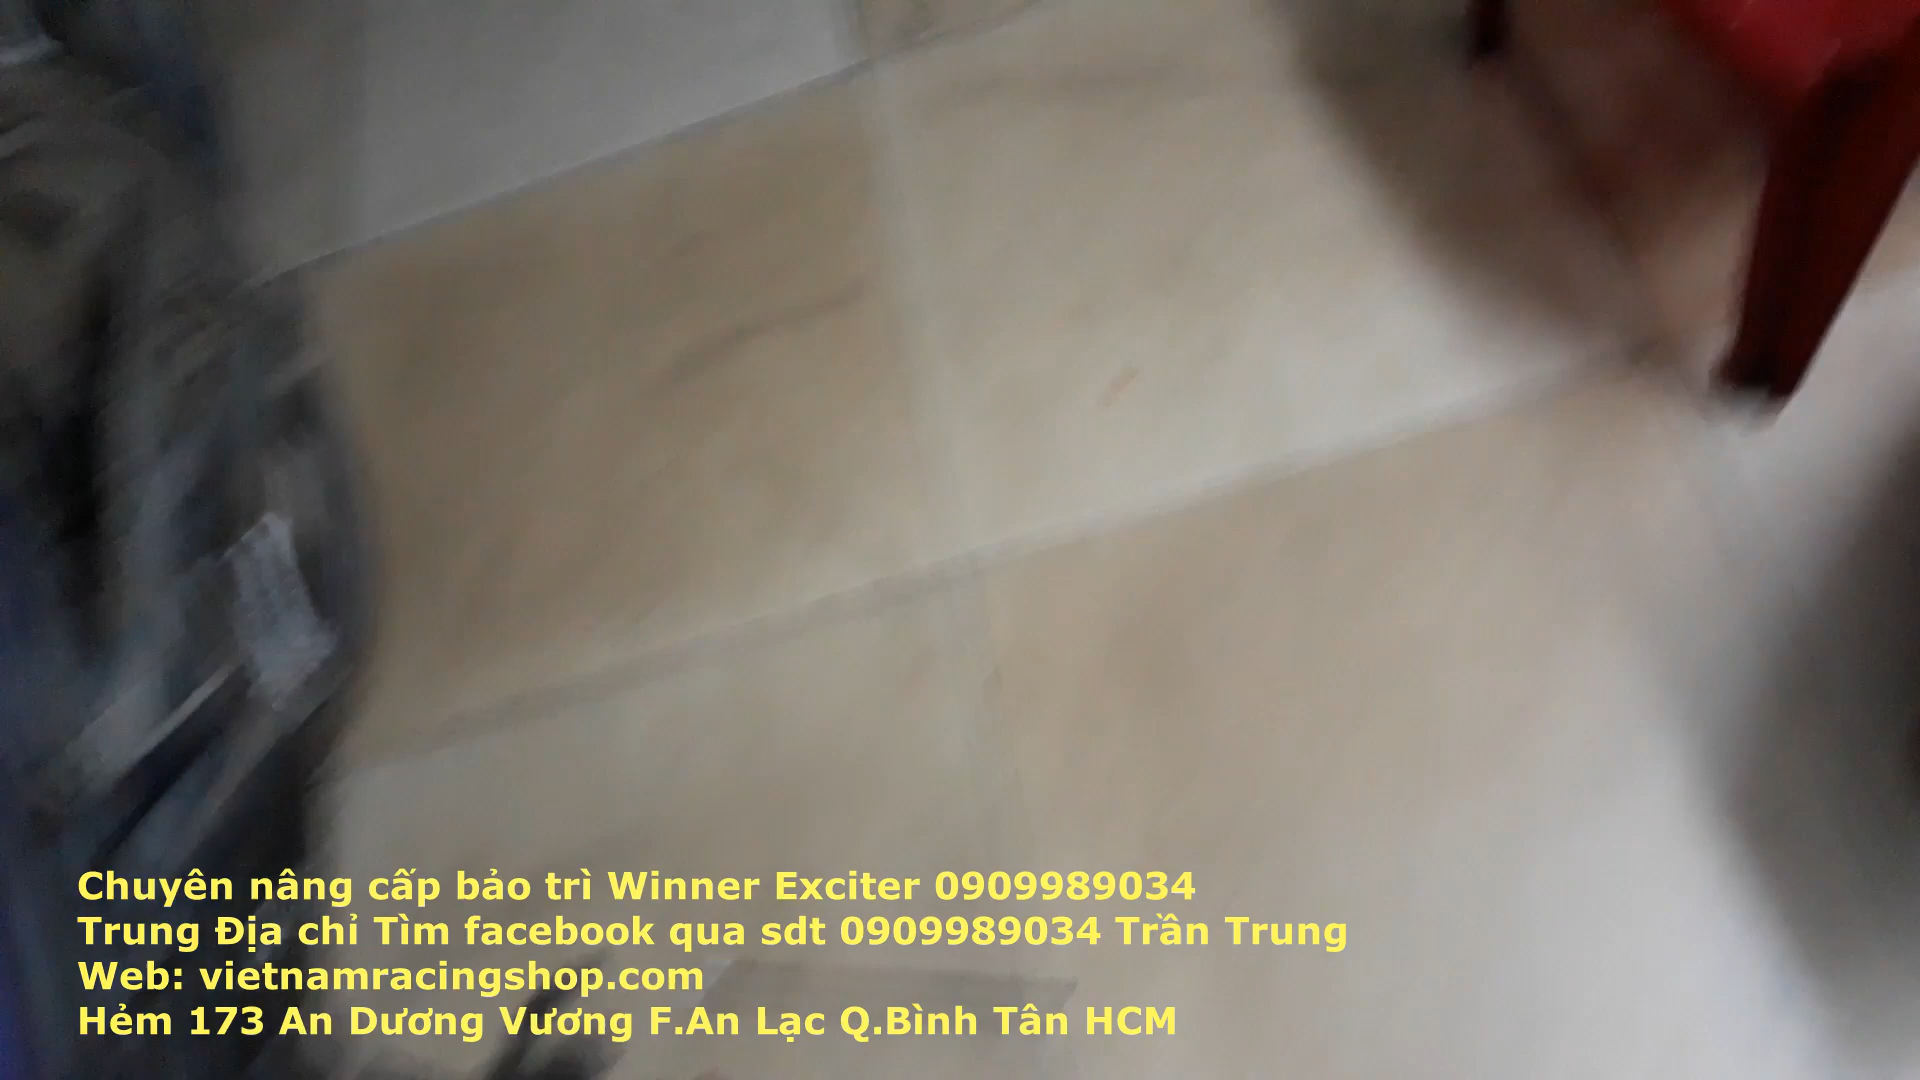 Chuyên nâng cấp bảo trì Winner Exciter 0909989034
Trung Địa chỉ Tìm facebook qua sdt 0909989034 Trần Trung
Web: vietnamracingshop.com
Hẻm 173 An Dương Vương F.An Lạc Q.Bình Tân HCM